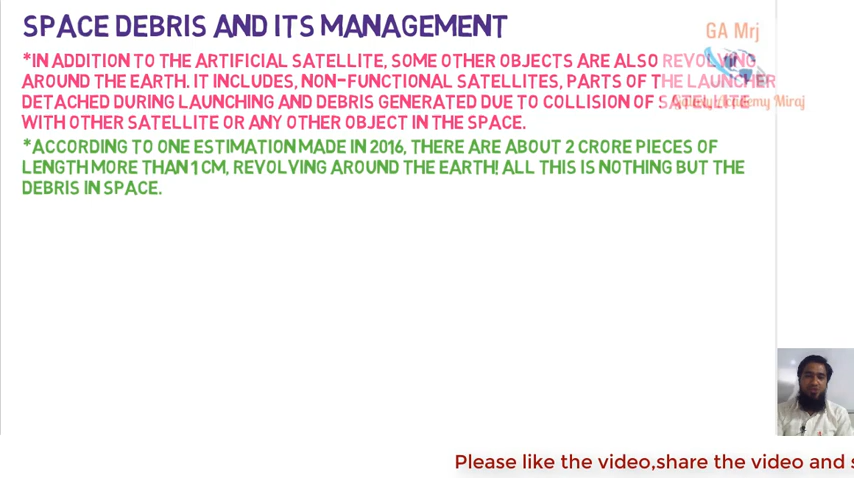 SPACE DEBRIS AND ITS MANAGEMENT
GA Mrj
*IN ADDITION TO THE ARTIFICIAL SATELLITE, SOME OTHER OBJECTS ARE ALSO REVOLVING
AROUND THE EARTH. IT INCLUDES, NON-FUNCTIONAL SATELLITES, PARTS OF THE LAUNCHER
DETACHED DURING LAUNCHING AND DEBRIS GENERATED DUE TO COLLISION OF SATELLITE
WITH OTHER SATELLITE OR ANY OTHER OBJECT IN THE SPACE.
*ACCORDING TO ONE ESTIMATION MADE IN 2016, THERE ARE ABOUT 2 CRORE PIECES OF
LENGTH MORE THAN 1 CM, REVOLVING AROUND THE EARTH! ALL THIS IS NOTHING BUT THE
DEBRIS IN SPACE.
Academy Miraj
Please like the video,share the video and s